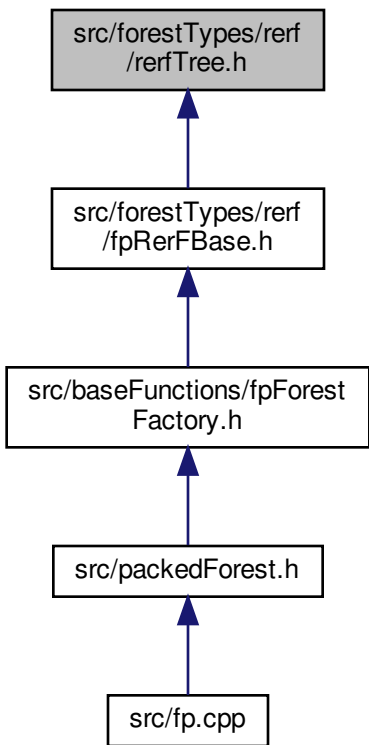 src/forestTypes/rerf
/rerfTree.h
src/forestTypes/rerf
/fpRerFBase.h
src/baseFunctions/fpForest
Factory.h
src/packedForest.h
src/fp.cpp